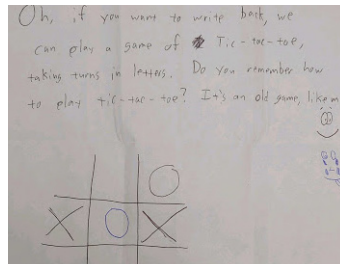 Oh, if you want to write back, we
can play a game of Tic-tac-toe,
taking turns in letters. Do you remember how
to play tic-tac-toe? It's an old game, like m
O
X O X